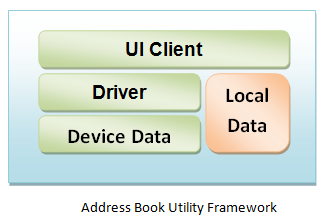 UI Client
Driver
Device Data
Local
Data
Address Book Utility Framework